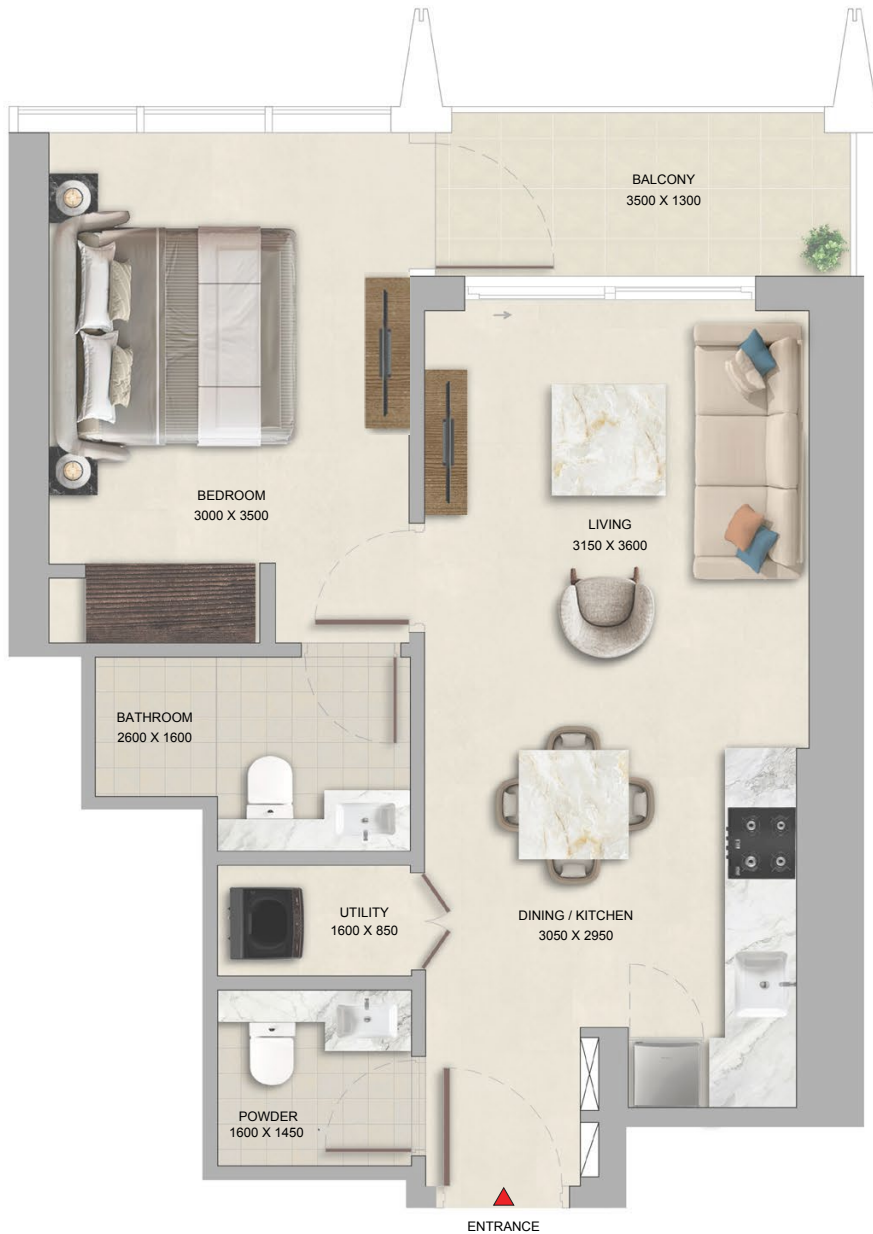 BALCONY
3500 X 1300
BEDROOM
3000 X 3500
LIVING
3150 X 3600
BATHROOM
2600 X 1600
UTILITY
1600 X 850
DINING / KITCHEN
3050 X 2950
POWDER
1600 X 1450
ENTRANCE